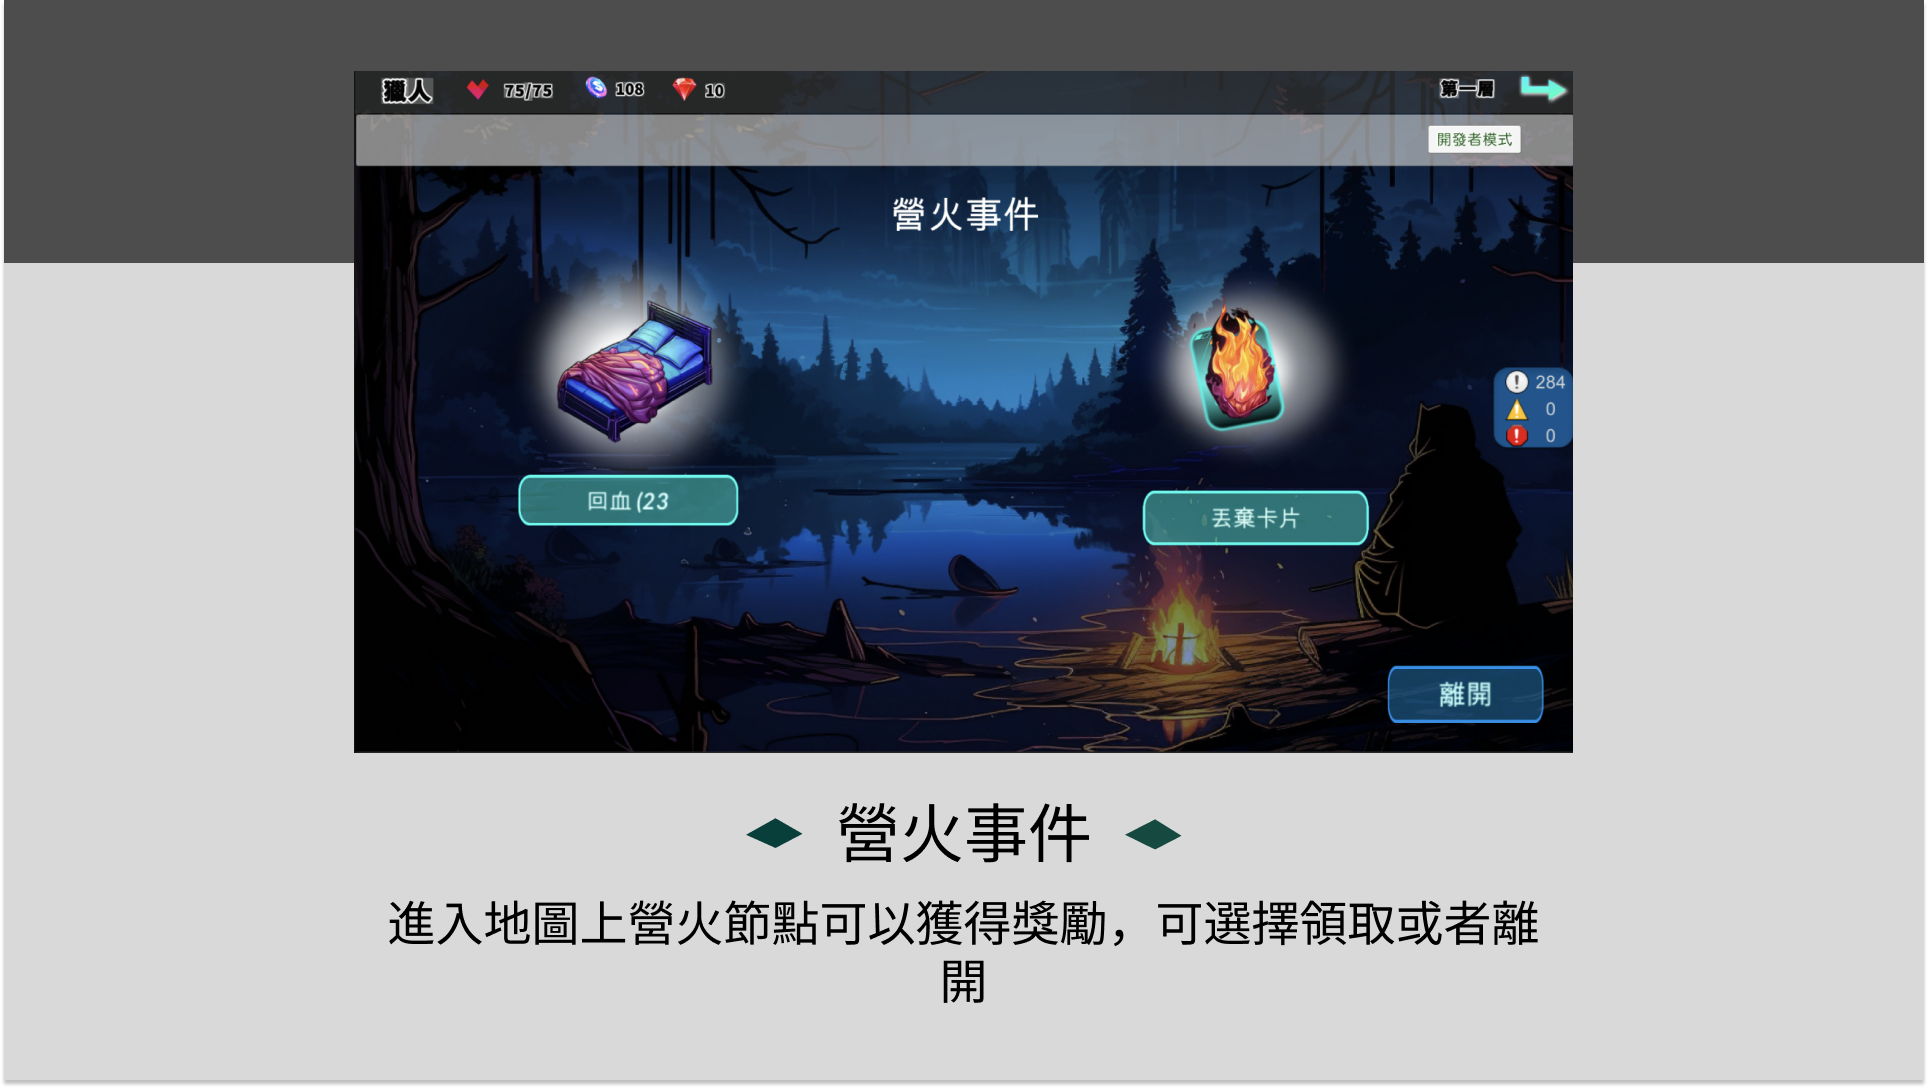 獵人 75/75 108 10 第一層
開發者模式
營火事件
284
0
0
回血(23
丟棄卡片
離開
營火事件
進入地圖上營火節點可以獲得獎勵，可選擇領取或者離
開